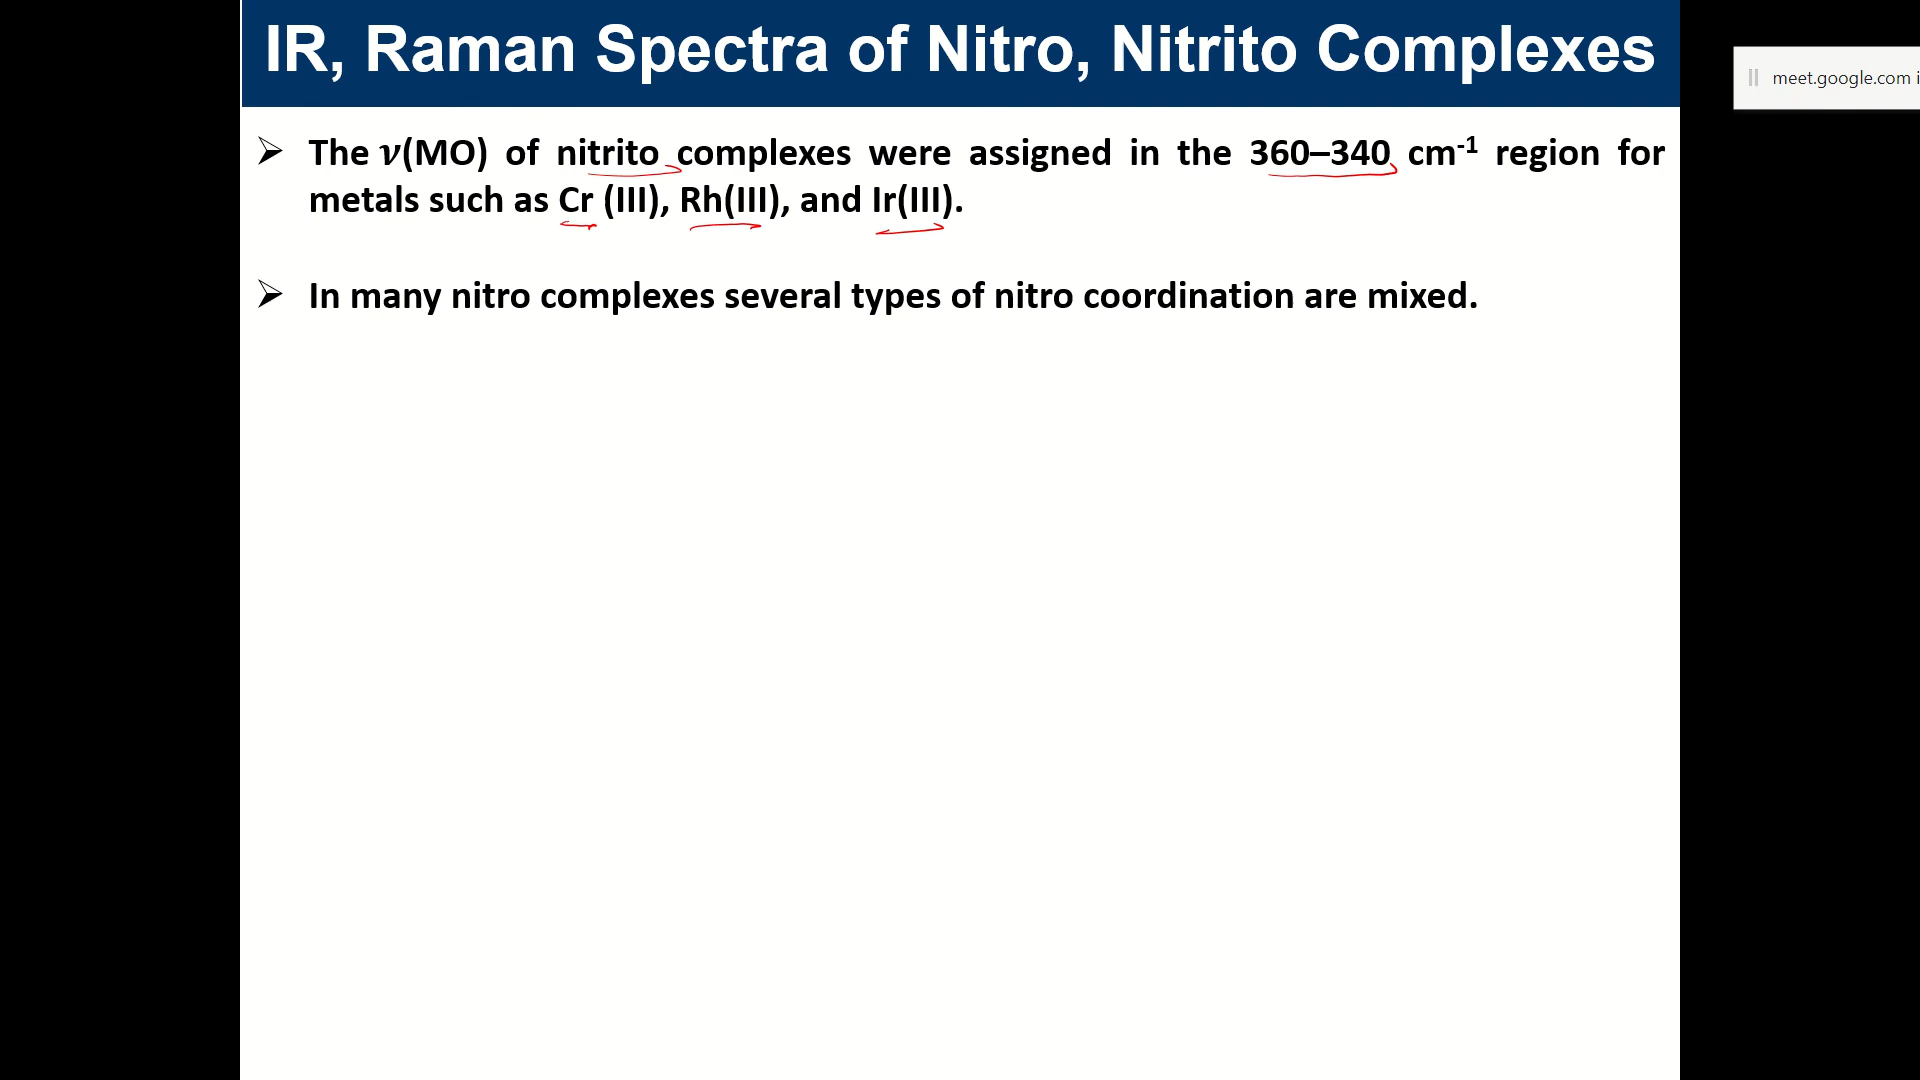 IR, Raman Spectra of Nitro, Nitrito Complexes
meet.google.com i
➢ The ν(MO) of nitrito complexes were assigned in the 360–340 cm⁻¹ region for
metals such as Cr (III), Rh(III), and Ir(III).
➢ In many nitro complexes several types of nitro coordination are mixed.